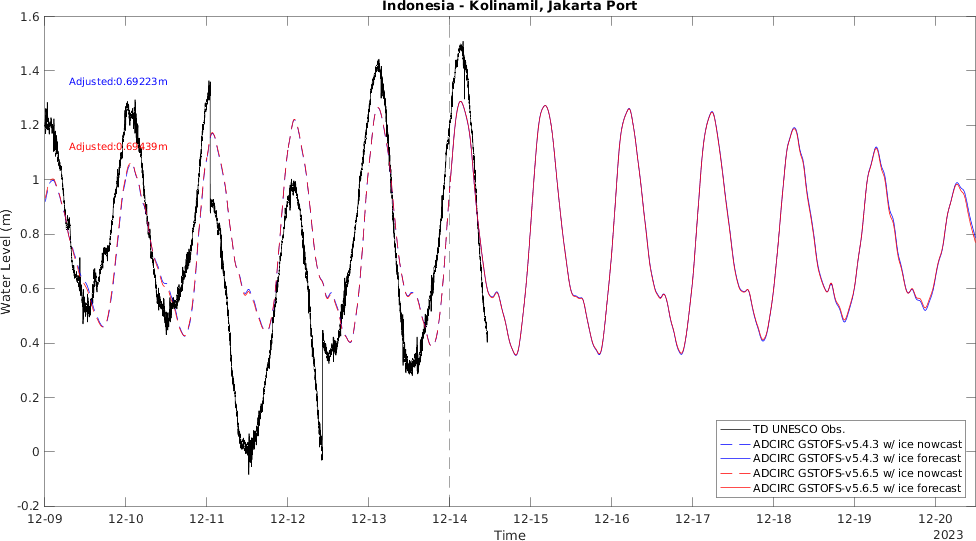 Indonesia - Kolinamil, Jakarta Port
1.6
1.4
1.2
1
0.8
0.6
0.4
0.2
0
-0.2
Water Level (m)
Adjusted:0.69223m
Adjusted:0.69439m
TD UNESCO Obs.
ADCIRC GSTOFS-v5.4.3 w/ ice nowcast
ADCIRC GSTOFS-v5.4.3 w/ ice forecast
ADCIRC GSTOFS-v5.6.5 w/ ice nowcast
ADCIRC GSTOFS-v5.6.5 w/ ice forecast
12-09 12-10 12-11 12-12 12-13 12-14 12-15 12-16 12-17 12-18 12-19 12-20
2023
Time